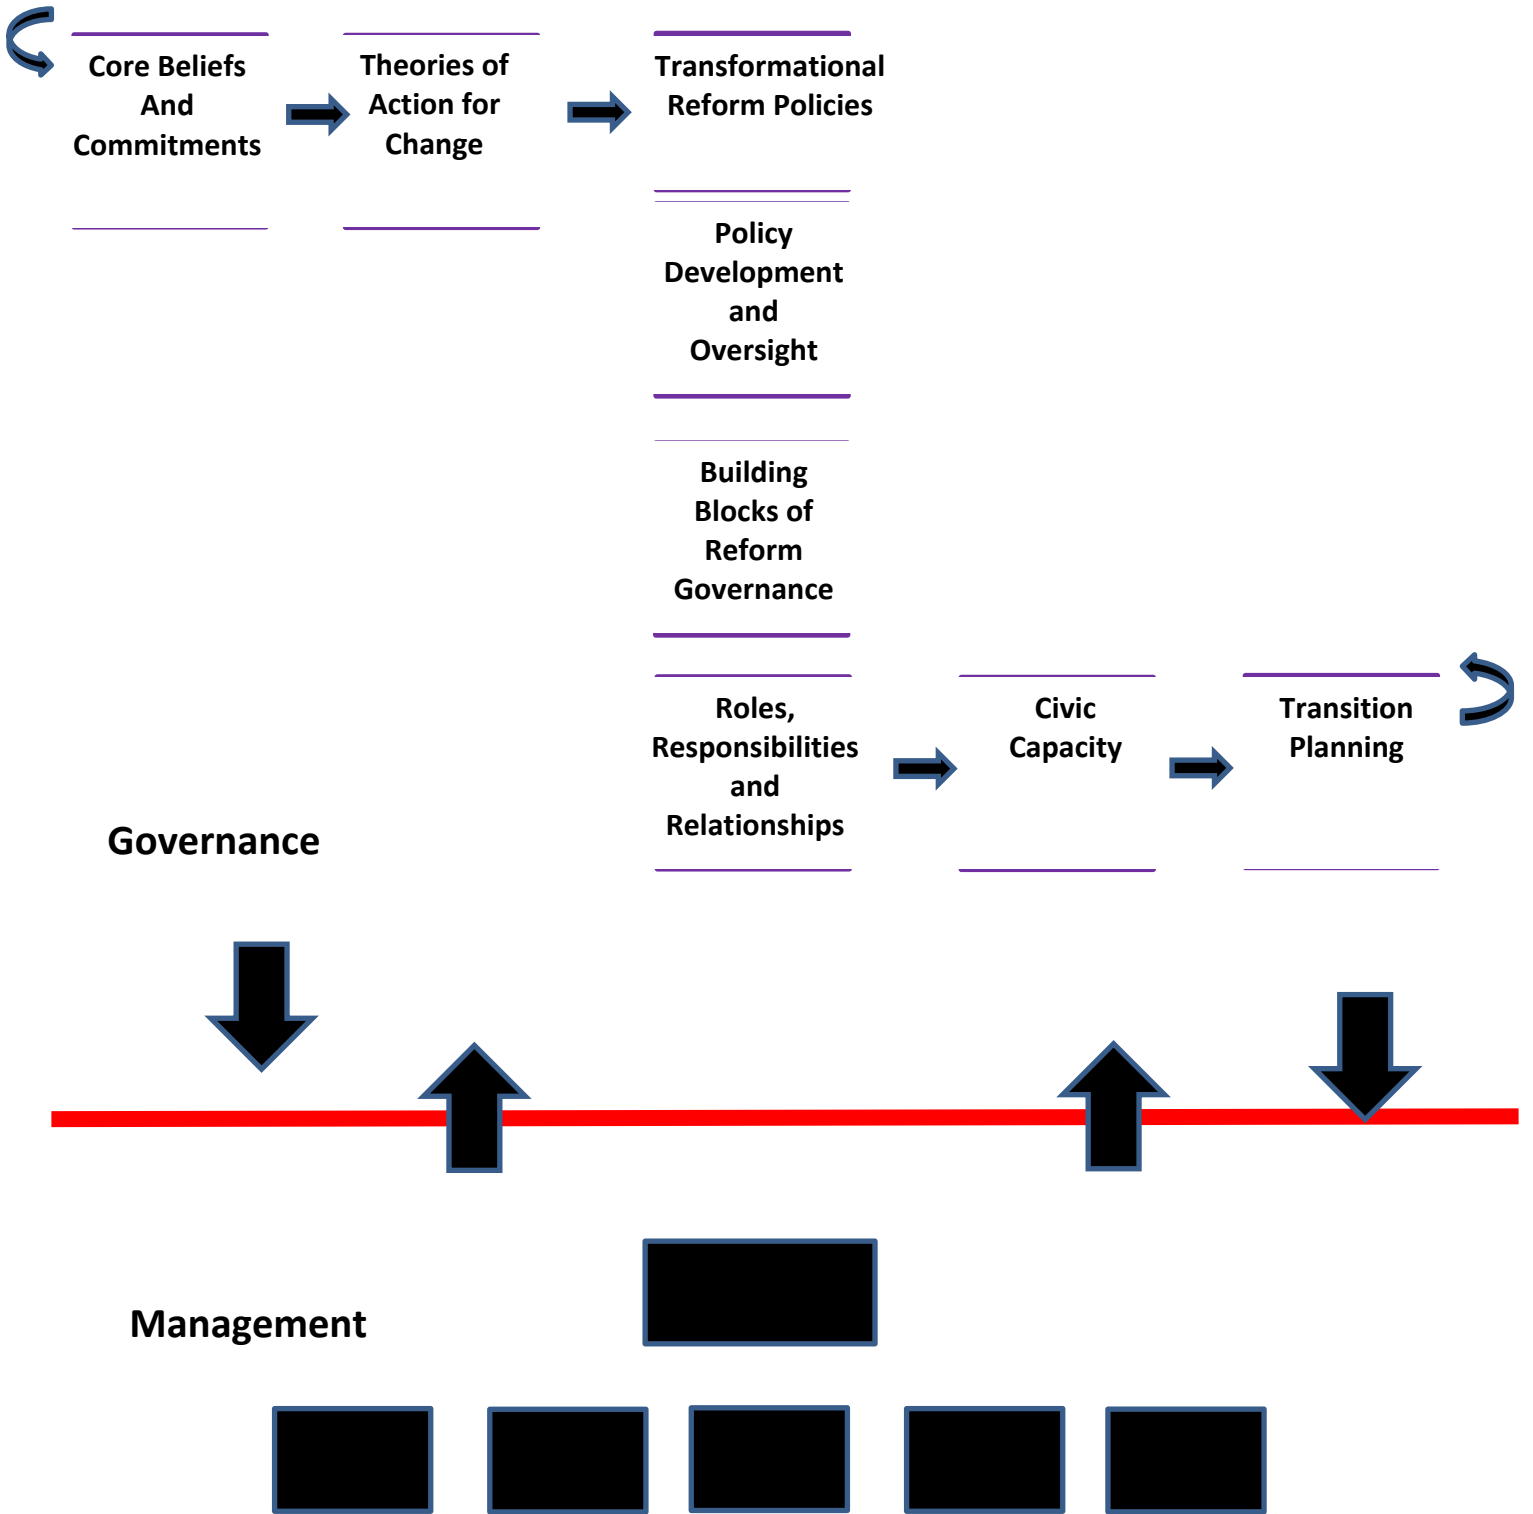 Core Beliefs
And
Commitments
Theories of
Action for
Change
Transformational
Reform Policies
Policy
Development
and
Oversight
Building
Blocks of
Reform
Governance
Roles,
Responsibilities
and
Relationships
Civic
Capacity
Transition
Planning
Governance
Management